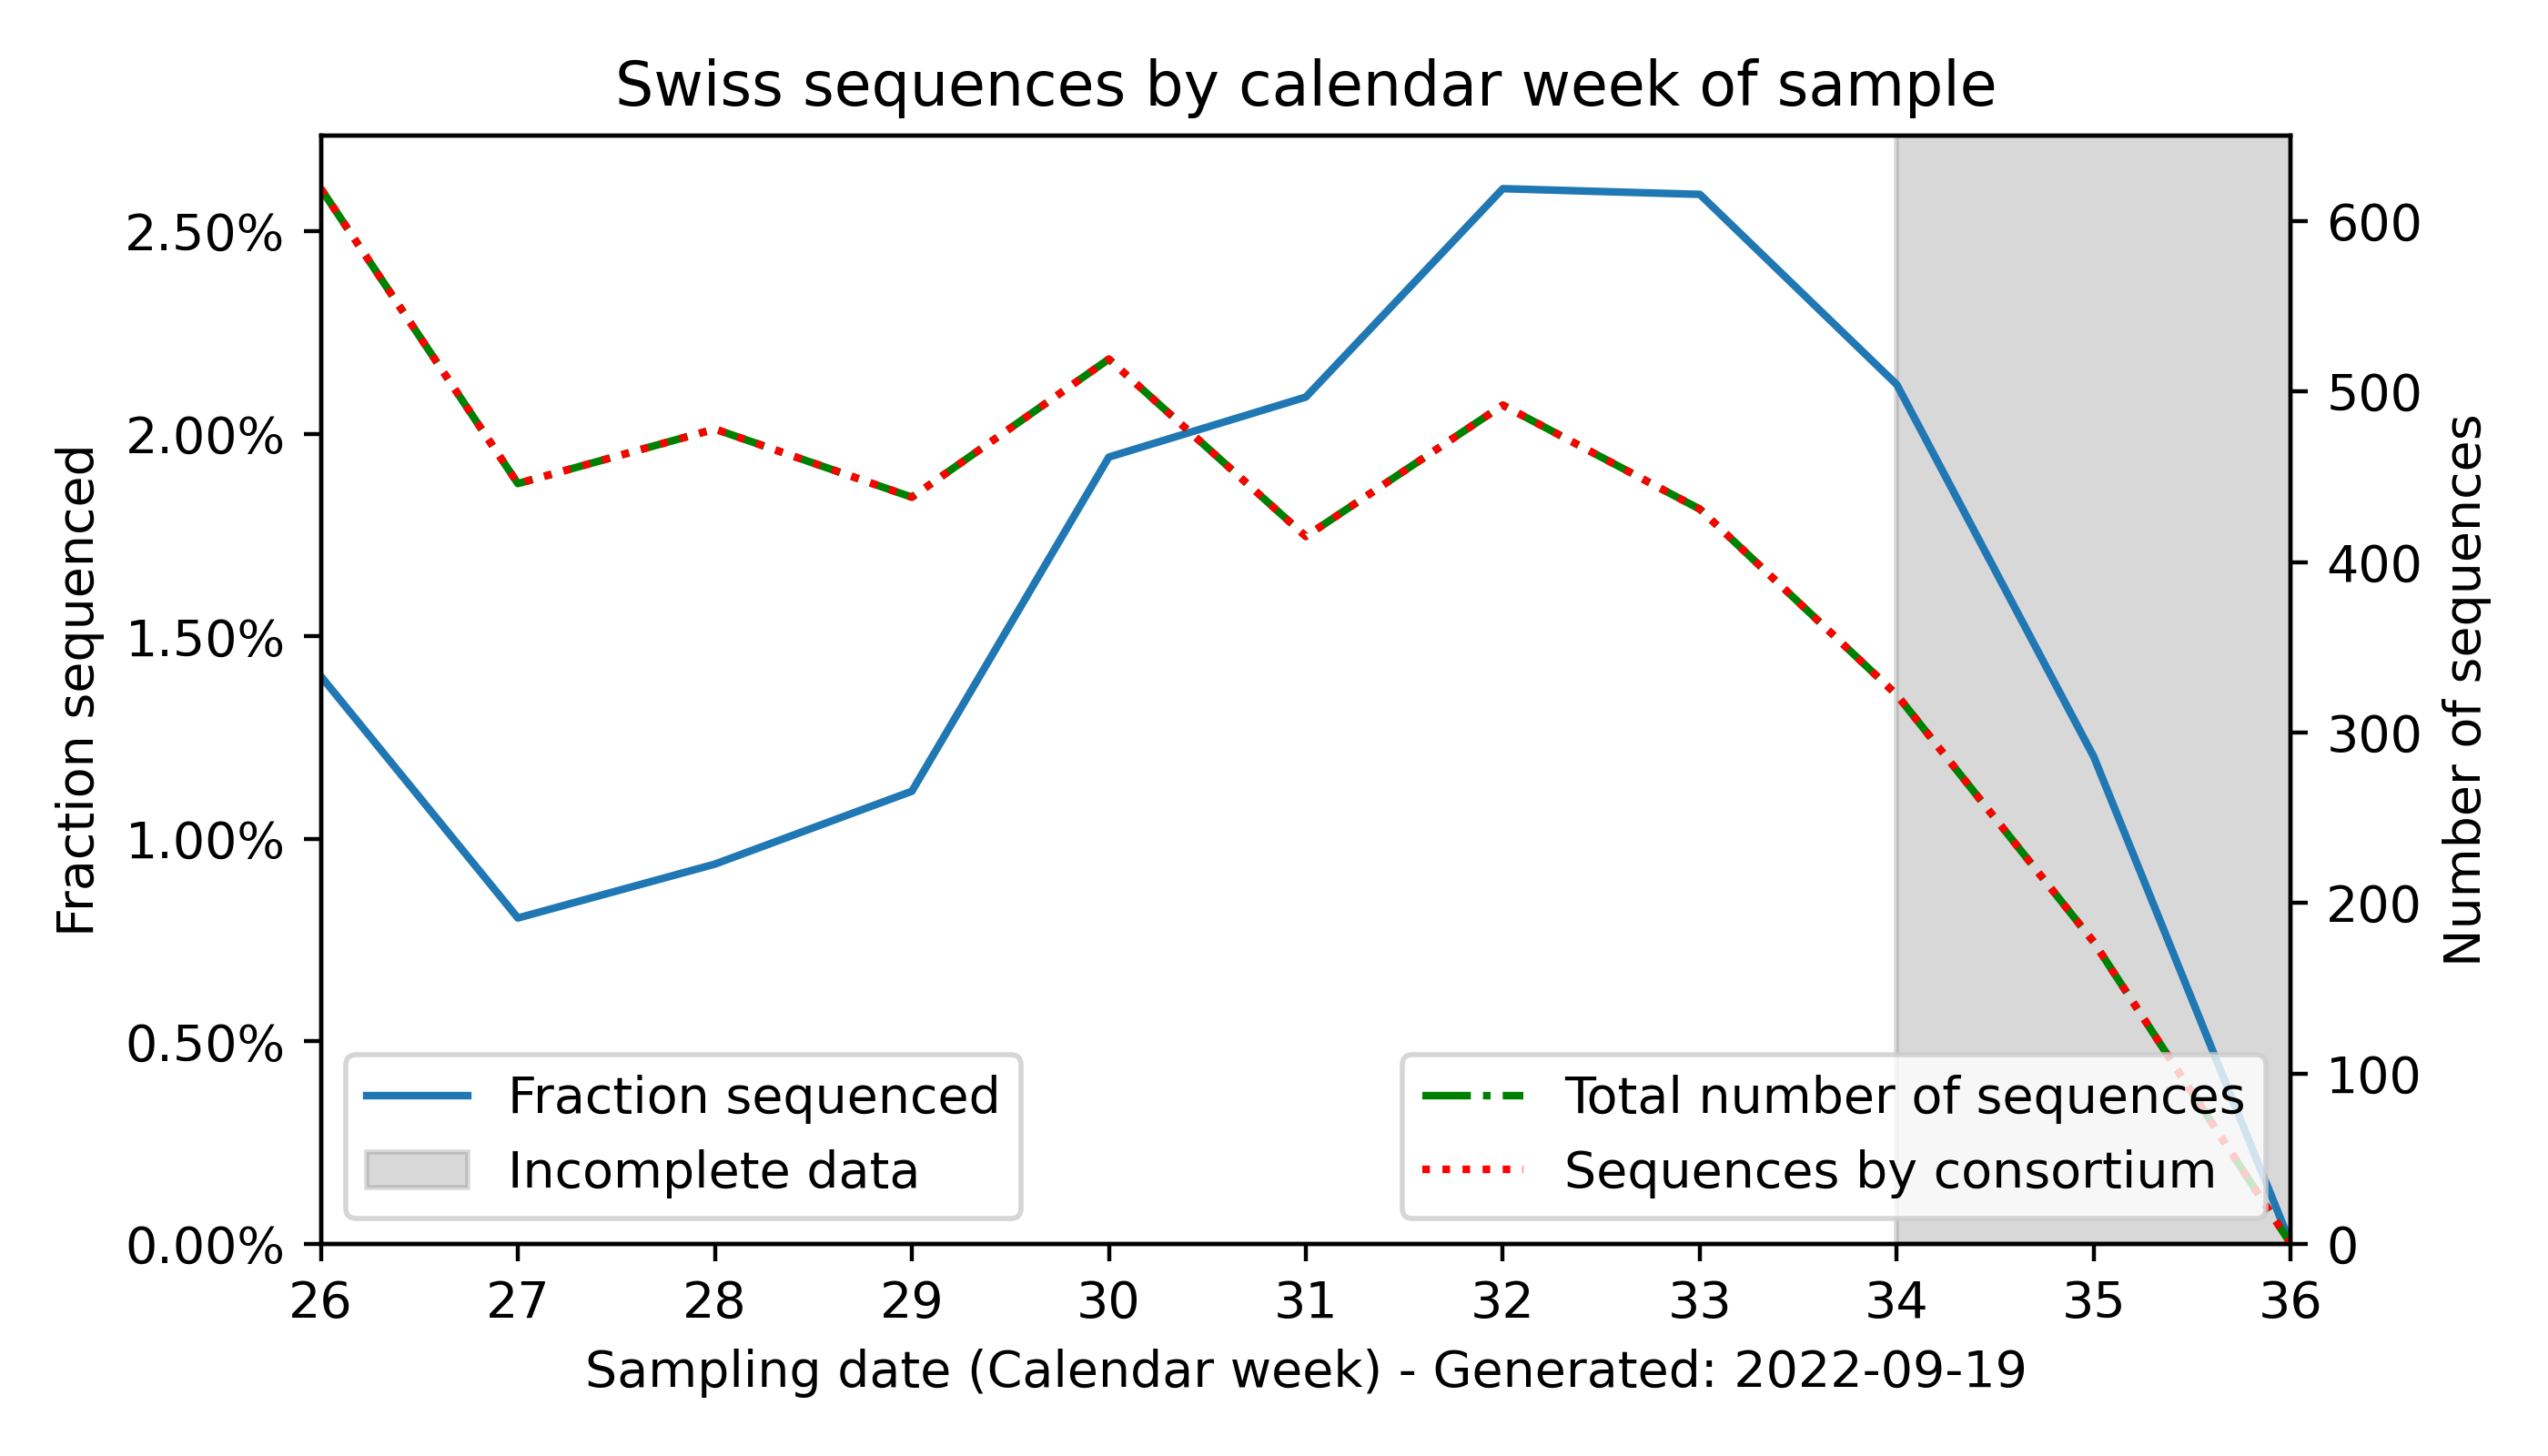 Swiss sequences by calendar week of sample
Fraction sequenced
2.50%
2.00%
1.50%
1.00%
0.50%
0.00%
600
500
400
300
200
100
0
Number of sequences
Fraction sequenced
Incomplete data
Total number of sequences
Sequences by consortium
26 27 28 29 30 31 32 33 34 35 36
Sampling date (Calendar week) - Generated: 2022-09-19